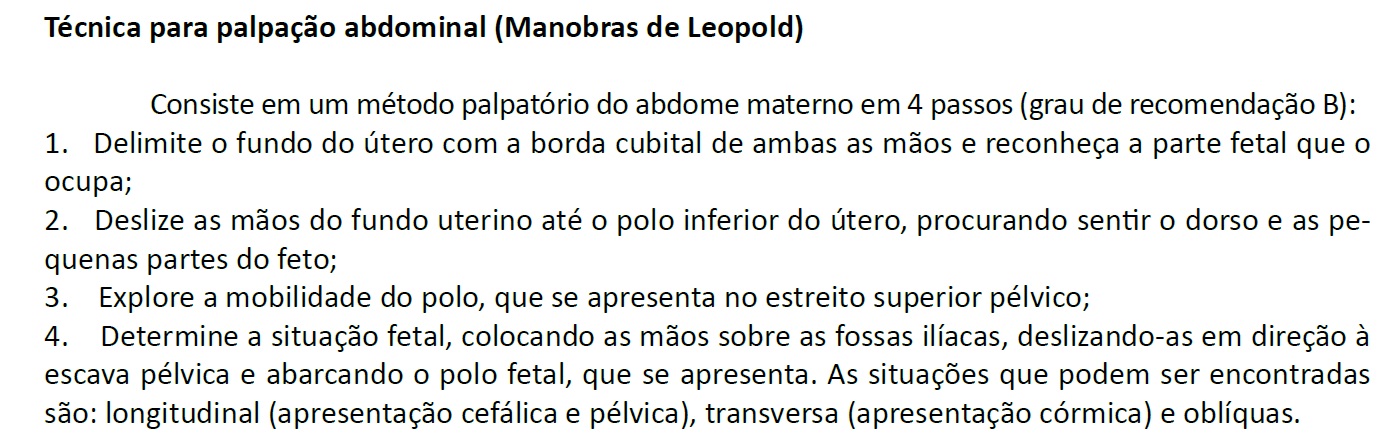 Técnica para palpação abdominal (Manobras de Leopold)
Consiste em um método palpatório do abdome materno em 4 passos (grau de recomendação B):
1. Delimite o fundo do útero com a borda cubital de ambas as mãos e reconheça a parte fetal que o
ocupa;
2. Deslize as mãos do fundo uterino até o polo inferior do útero, procurando sentir o dorso e as pe-
quenas partes do feto;
3. Explore a mobilidade do polo, que se apresenta no estreito superior pélvico;
4. Determine a situação fetal, colocando as mãos sobre as fossas ilíacas, deslizando-as em direção à
escava pélvica e abarcando o polo fetal, que se apresenta. As situações que podem ser encontradas
são: longitudinal (apresentação cefálica e pélvica), transversa (apresentação córmica) e oblíquas.